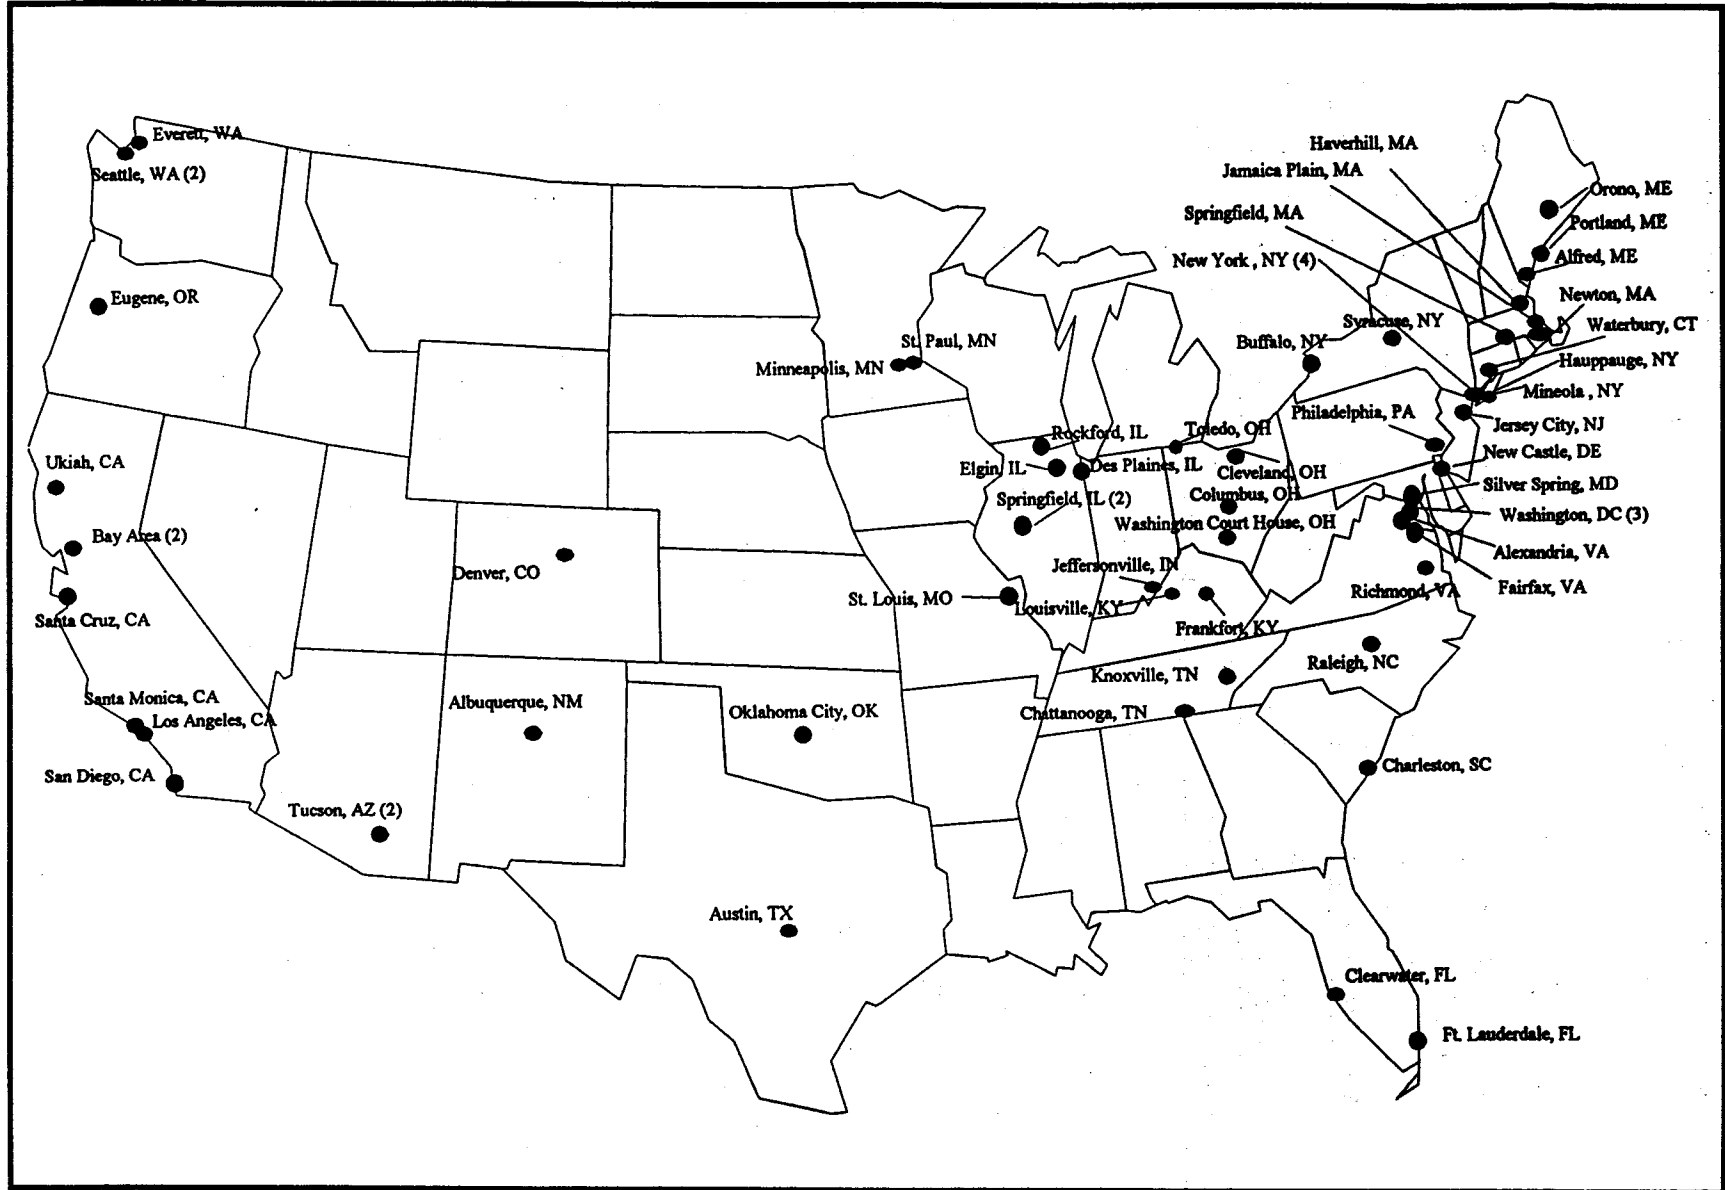 Everett, WA
Seattle, WA (2)
Haverhill, MA
Jamaica Plain, MA
Orono, ME
Springfield, MA
Portland, ME
New York , NY (4)
Alfred, ME
Eugene, OR
Newton, MA
Syracuse, NY
Waterbury, CT
Buffalo, NY
St. Paul, MN
Hauppauge, NY
Minneapolis, MN
Mineola , NY
Philadelphia, PA
Jersey City, NJ
Rockford, IL
Toledo, OH
New Castle, DE
Ukiah, CA
Elgin, IL
Des Plaines, IL
Cleveland, OH
Silver Spring, MD
Springfield, IL (2)
Columbus, OH
Washington, DC (3)
Washington Court House, OH
Bay Area (2)
Alexandria, VA
Jeffersonville, IN
Denver, CO
Fairfax, VA
Richmond, VA
St. Louis, MO
Louisville, KY
Santa Cruz, CA
Frankfort, KY
Raleigh, NC
Knoxville, TN
Santa Monica, CA
Albuquerque, NM
Oklahoma City, OK
Chattanooga, TN
Los Angeles, CA
San Diego, CA
Charleston, SC
Tucson, AZ (2)
Austin, TX
Clearwater, FL
Ft. Lauderdale, FL